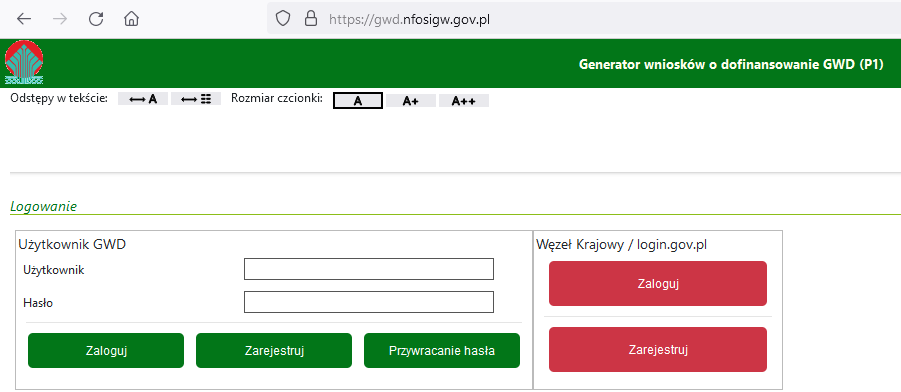 https://gwd.nfosigw.gov.pl
Generator wniosków o dofinansowanie GWD (P1)
Odstępy w tekście: A Rozmiar czcionki: A A+ A++
Logowanie
Użytkownik GWD
Użytkownik
Hasło
Zaloguj Zarejestruj Przywracanie hasła
Węzeł Krajowy / login.gov.pl
Zaloguj
Zarejestruj